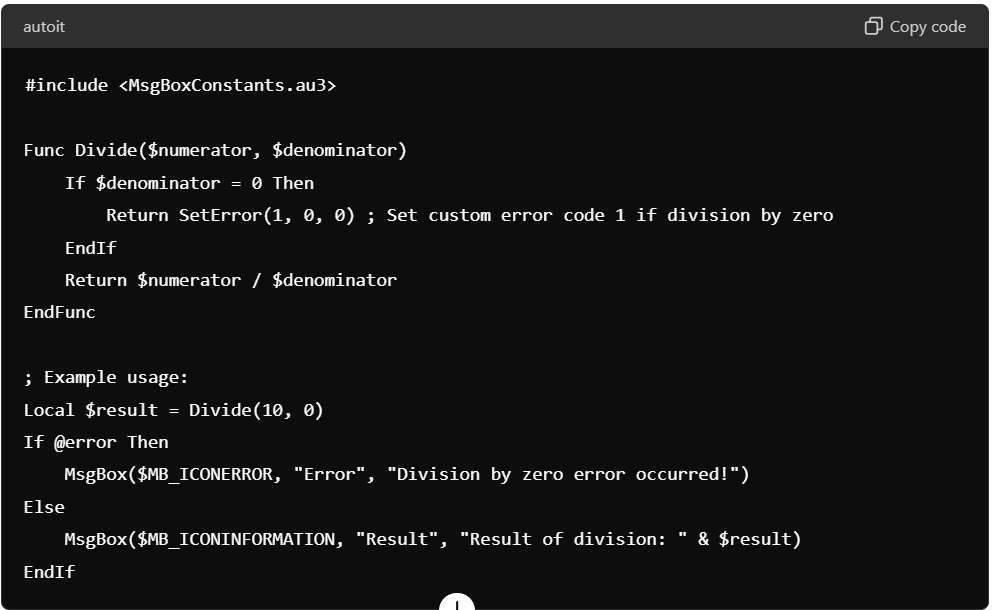 autoit
Copy code
#include <MsgBoxConstants.au3>
Func Divide($numerator, $denominator)
If $denominator = 0 Then
Return SetError(1, 0, 0) ; Set custom error code 1 if division by zero
EndIf
Return $numerator / $denominator
EndFunc
; Example usage:
Local $result = Divide(10, 0)
If @error Then
MsgBox($MB_ICONERROR, "Error", "Division by zero error occurred!")
Else
MsgBox($MB_ICONINFORMATION, "Result", "Result of division: " & $result)
EndIf